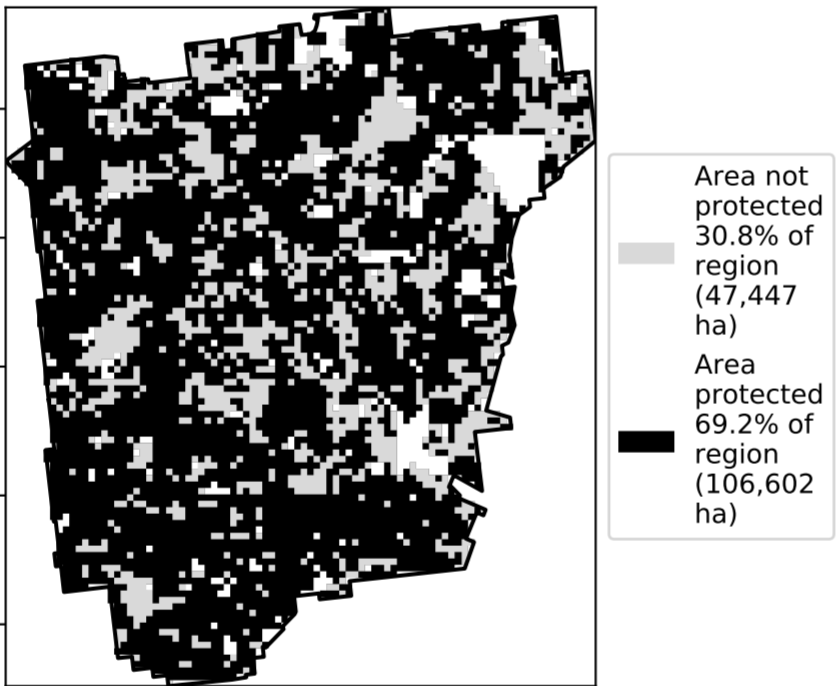 Area not
protected
30.8% of
region
(47,447
ha)
Area
protected
69.2% of
region
(106,602
ha)